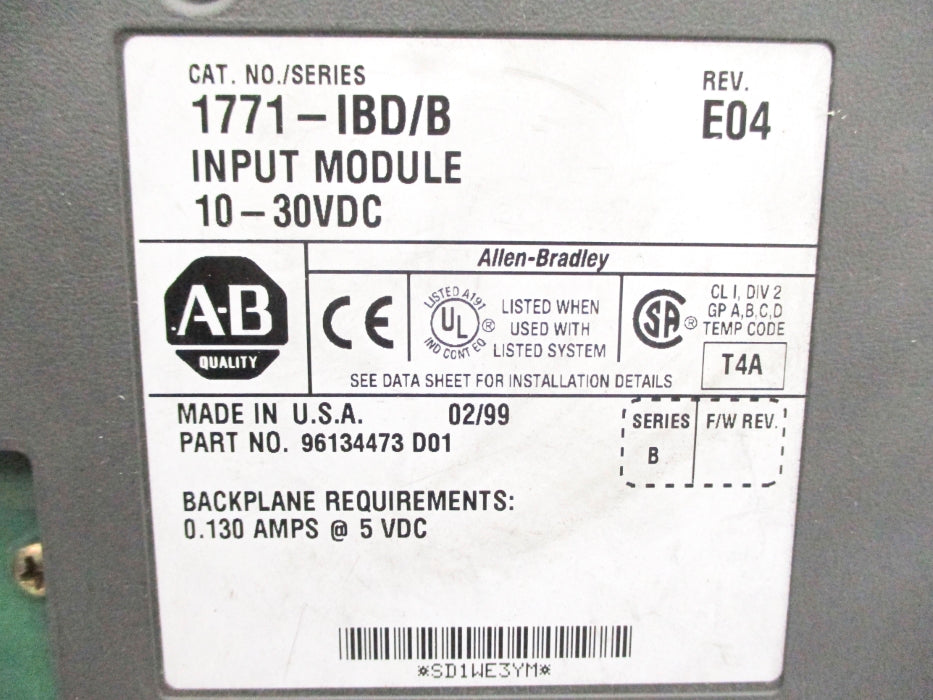 CAT. NO./SERIES
1771-IBD/B
REV.
E04
INPUT MODULE
10-30VDC
Allen-Bradley
A-B
QUALITY
CE
LISTED A191
UL
IND CONT EQ
®
LISTED WHEN
USED WITH
LISTED SYSTEM
SA
®
CL I, DIV 2
GP A,B,C,D
TEMP CODE
T4A
SEE DATA SHEET FOR INSTALLATION DETAILS
MADE IN U.S.A. 02/99
PART NO. 96134473 D01
SERIES
B
F/W REV.
BACKPLANE REQUIREMENTS:
0.130 AMPS @ 5 VDC
*SD1WE3YM*